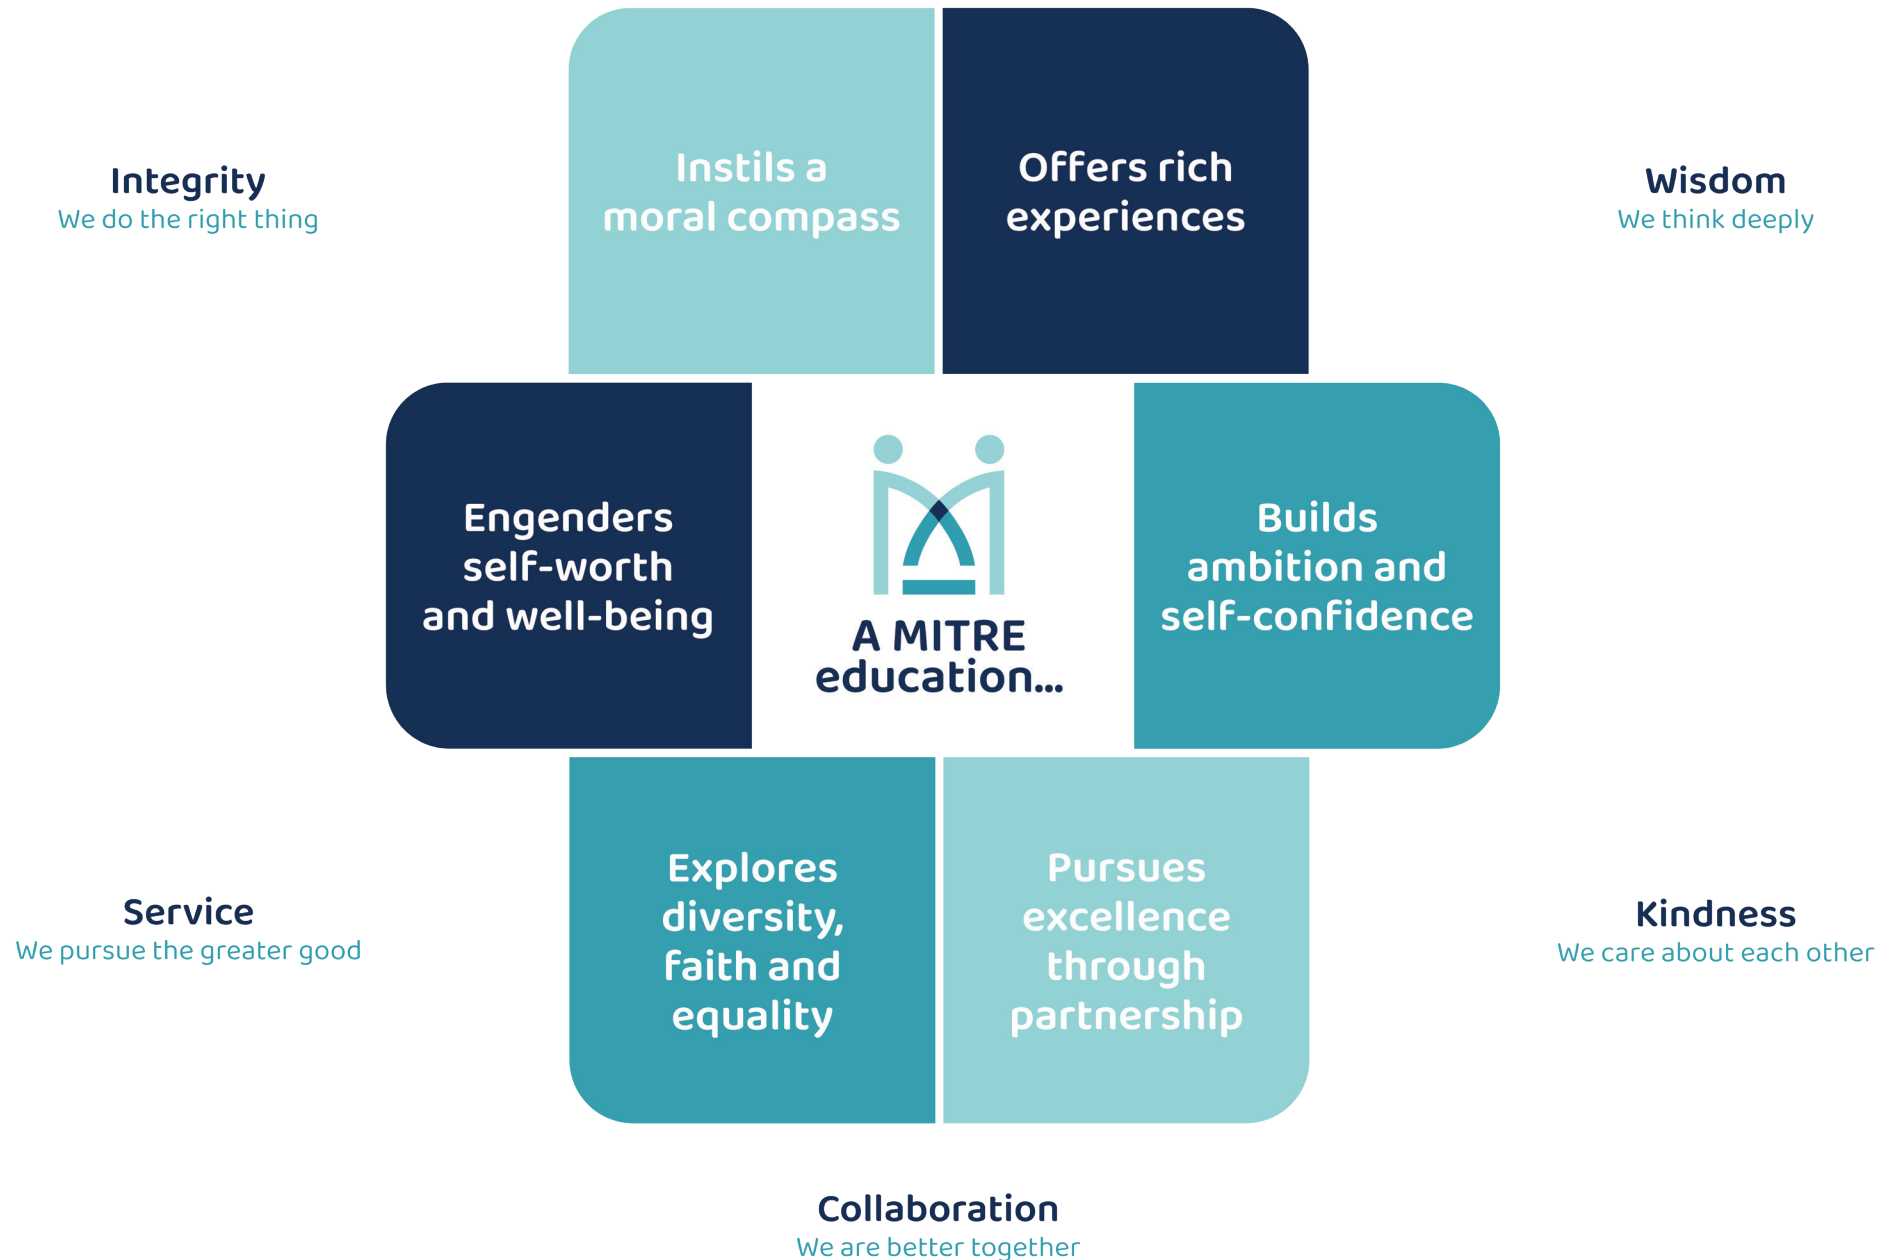 Integrity
We do the right thing
Instils a
moral compass
Offers rich
experiences
Wisdom
We think deeply
Engenders
self-worth
and well-being
A MITRE
education...
Builds
ambition and
self-confidence
Service
We pursue the greater good
Explores
diversity,
faith and
equality
Pursues
excellence
through
partnership
Kindness
We care about each other
Collaboration
We are better together